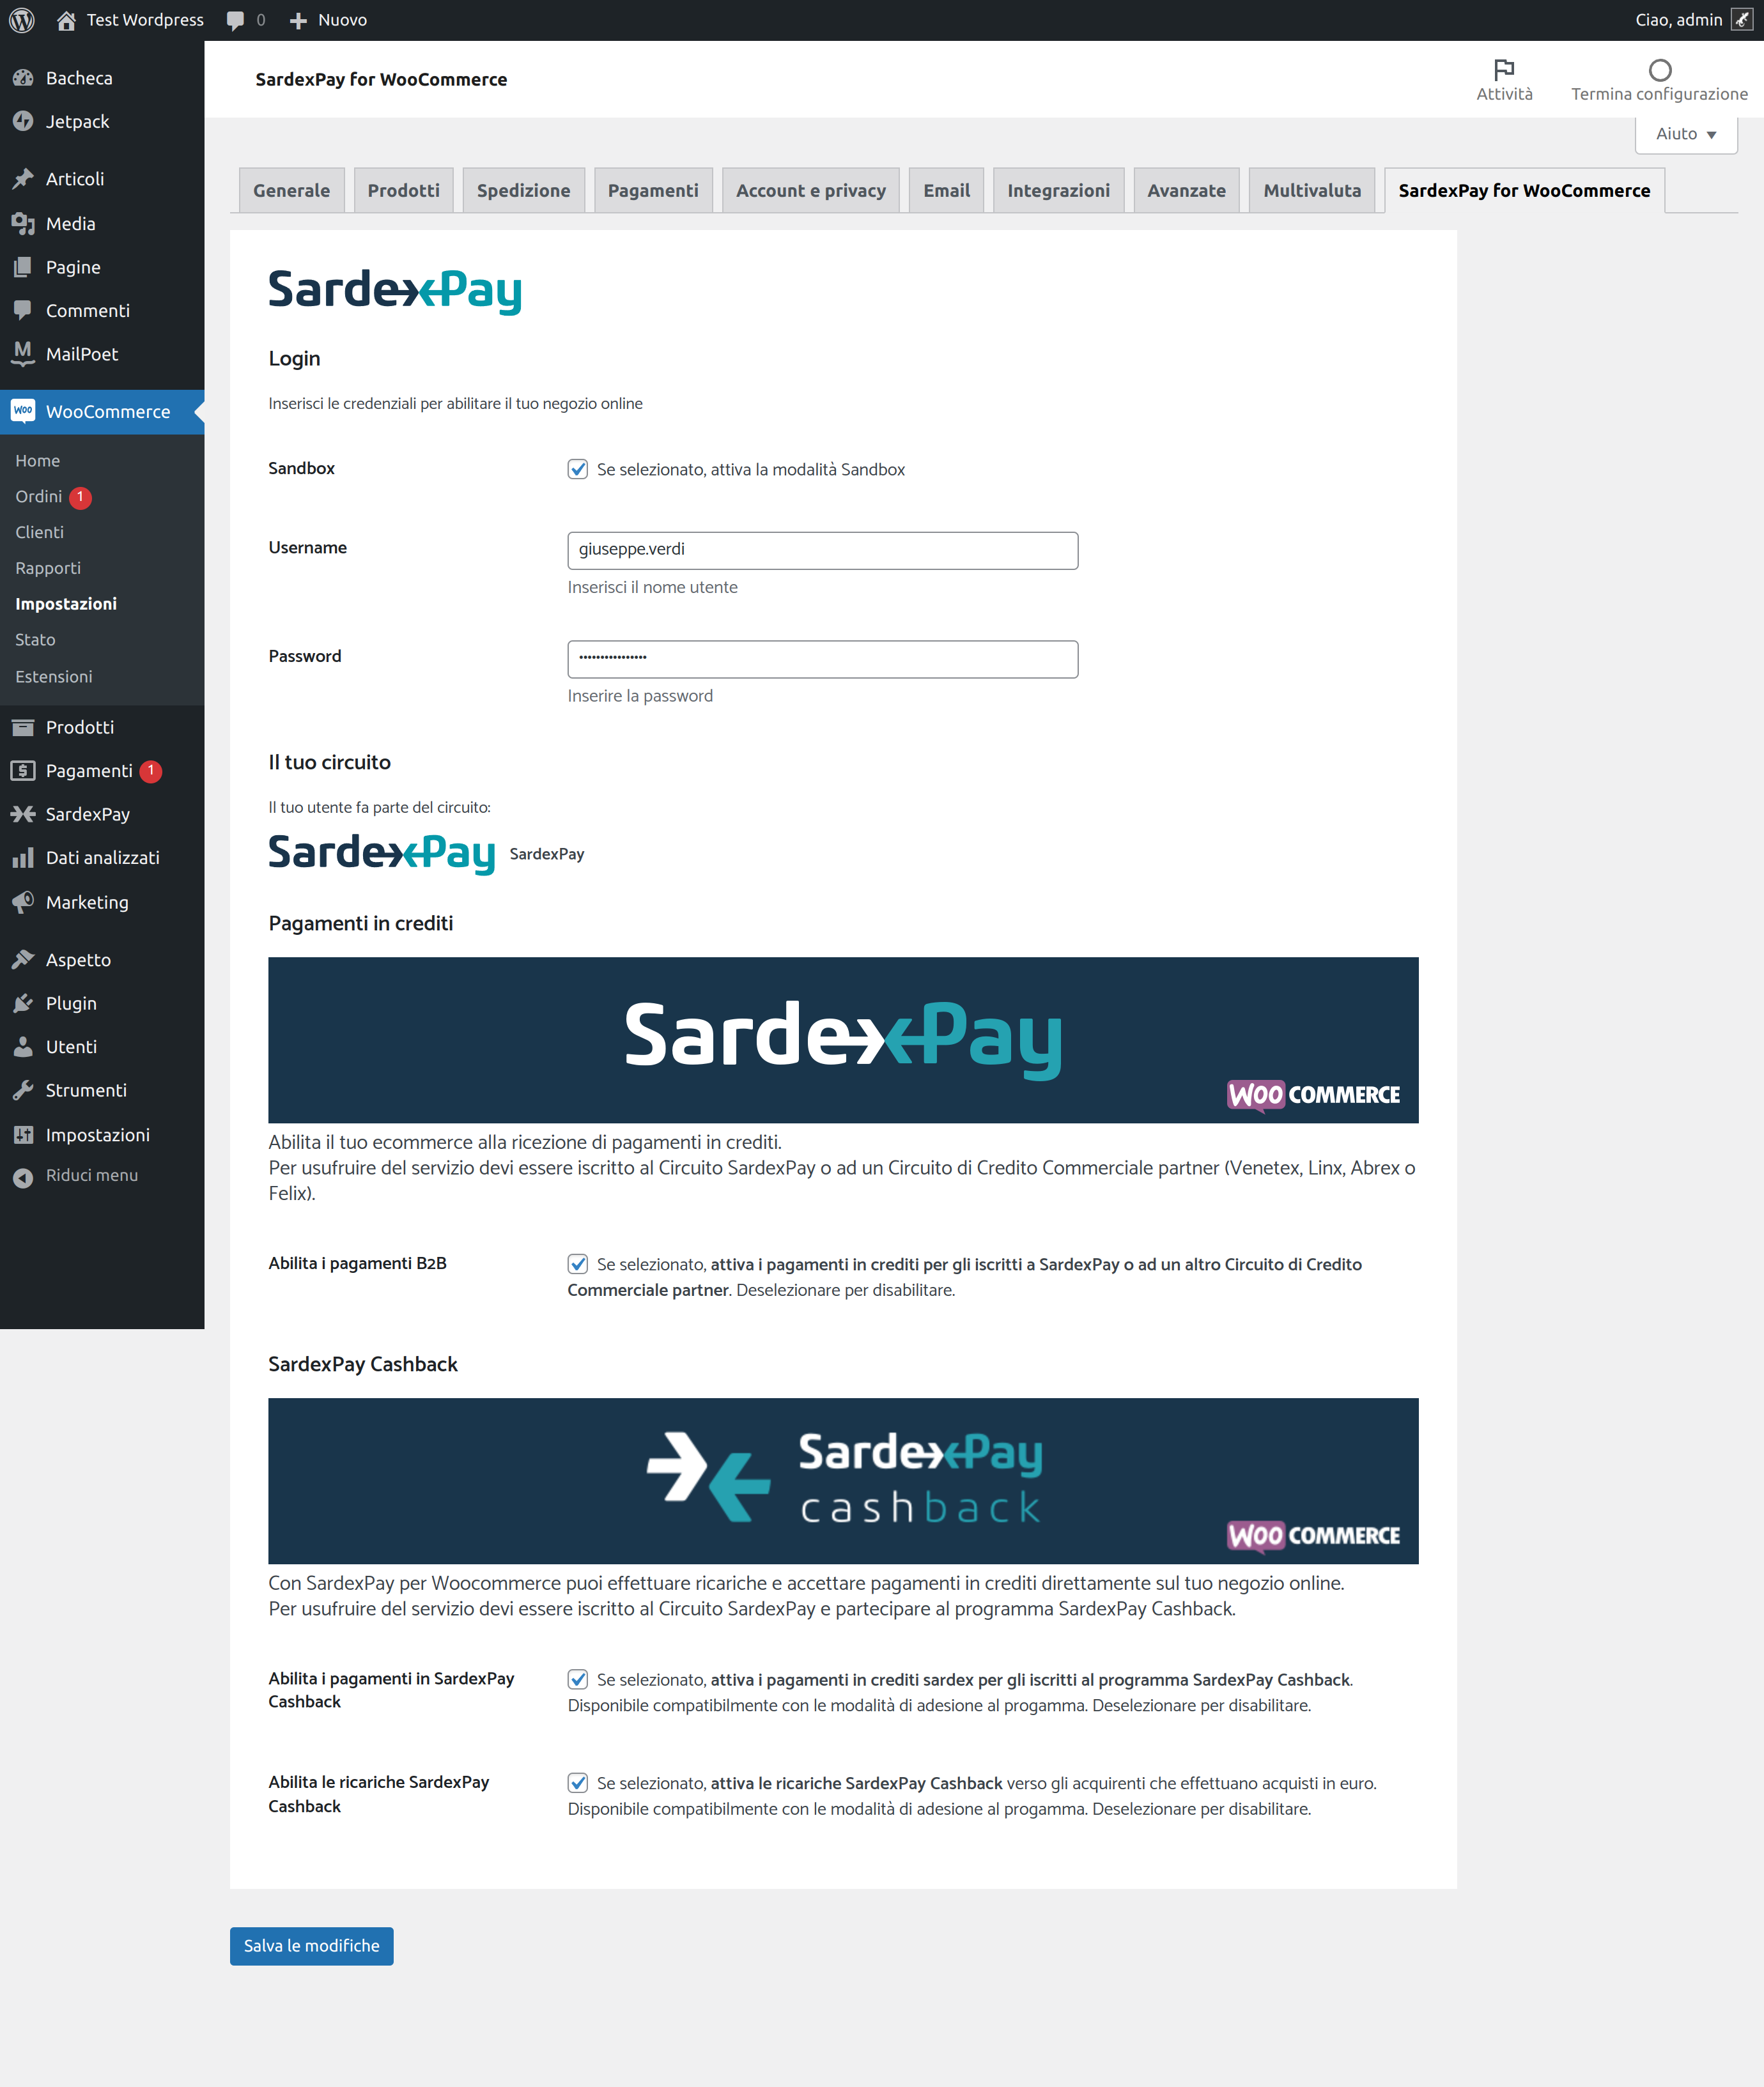 Test Wordpress 0 Nuovo Ciao, admin
Bacheca
Jetpack
Articoli
Media
Pagine
Commenti
MailPoet
WooCommerce
Home
Ordini 1
Clienti
Rapporti
Impostazioni
Stato
Estensioni
Prodotti
Pagamenti 1
SardexPay
Dati analizzati
Marketing
Aspetto
Plugin
Utenti
Strumenti
Impostazioni
Riduci menu
SardexPay for WooCommerce
Attività
Termina configurazione
Aiuto
Generale Prodotti Spedizione Pagamenti Account e privacy Email Integrazioni Avanzate Multivaluta SardexPay for WooCommerce
SardexPay
Login
Inserisci le credenziali per abilitare il tuo negozio online
Sandbox
Se selezionato, attiva la modalità Sandbox
Username
giuseppe.verdi
Inserisci il nome utente
Password
••••••••••••••••
Inserire la password
Il tuo circuito
Il tuo utente fa parte del circuito:
SardexPay SardexPay
Pagamenti in crediti
SardexPay
WOO COMMERCE
Abilita il tuo ecommerce alla ricezione di pagamenti in crediti.
Per usufruire del servizio devi essere iscritto al Circuito SardexPay o ad un Circuito di Credito Commerciale partner (Venetex, Linx, Abrex o
Felix).
Abilita i pagamenti B2B
Se selezionato, attiva i pagamenti in crediti per gli iscritti a SardexPay o ad un altro Circuito di Credito
Commerciale partner. Deselezionare per disabilitare.
SardexPay Cashback
SardexPay
cashback
WOO COMMERCE
Con SardexPay per Woocommerce puoi effettuare ricariche e accettare pagamenti in crediti direttamente sul tuo negozio online.
Per usufruire del servizio devi essere iscritto al Circuito SardexPay e partecipare al programma SardexPay Cashback.
Abilita i pagamenti in SardexPay
Cashback
Se selezionato, attiva i pagamenti in crediti sardex per gli iscritti al programma SardexPay Cashback.
Disponibile compatibilmente con le modalità di adesione al progamma. Deselezionare per disabilitare.
Abilita le ricariche SardexPay
Cashback
Se selezionato, attiva le ricariche SardexPay Cashback verso gli acquirenti che effettuano acquisti in euro.
Disponibile compatibilmente con le modalità di adesione al progamma. Deselezionare per disabilitare.
Salva le modifiche